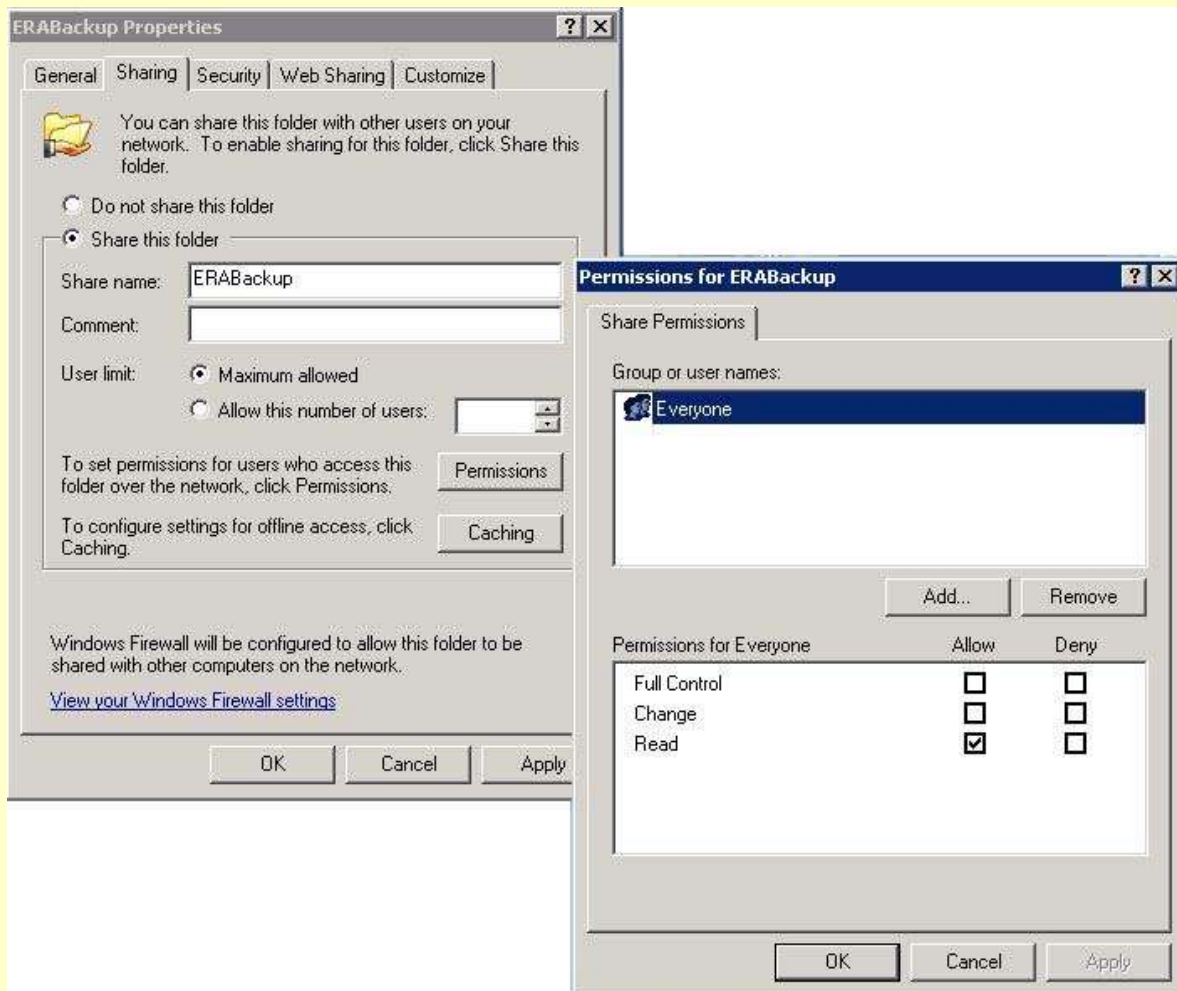 ERABackup Properties
General Sharing Security Web Sharing Customize
You can share this folder with other users on your
network. To enable sharing for this folder, click Share this
folder.
Do not share this folder
Share this folder
Share name: ERABackup
Comment:
User limit: Maximum allowed
Allow this number of users:
To set permissions for users who access this
folder over the network, click Permissions.
Permissions
To configure settings for offline access, click
Caching.
Caching
Windows Firewall will be configured to allow this folder to be
shared with other computers on the network.
View your Windows Firewall settings
OK Cancel Apply
Permissions for ERABackup
Share Permissions
Group or user names:
Everyone
Add... Remove
Permissions for Everyone Allow Deny
Full Control
Change
Read
OK Cancel Apply